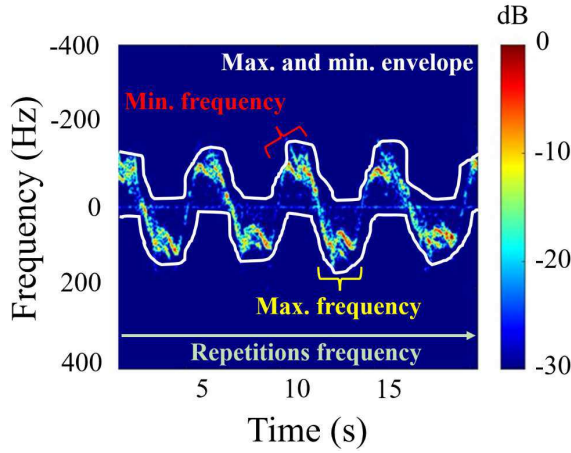 dB
-400
Max. and min. envelope
0
Min. frequency
-200
-10
Frequency (Hz)
0
-20
200
Max. frequency
Repetitions frequency
400
-30
5
10
15
Time (s)